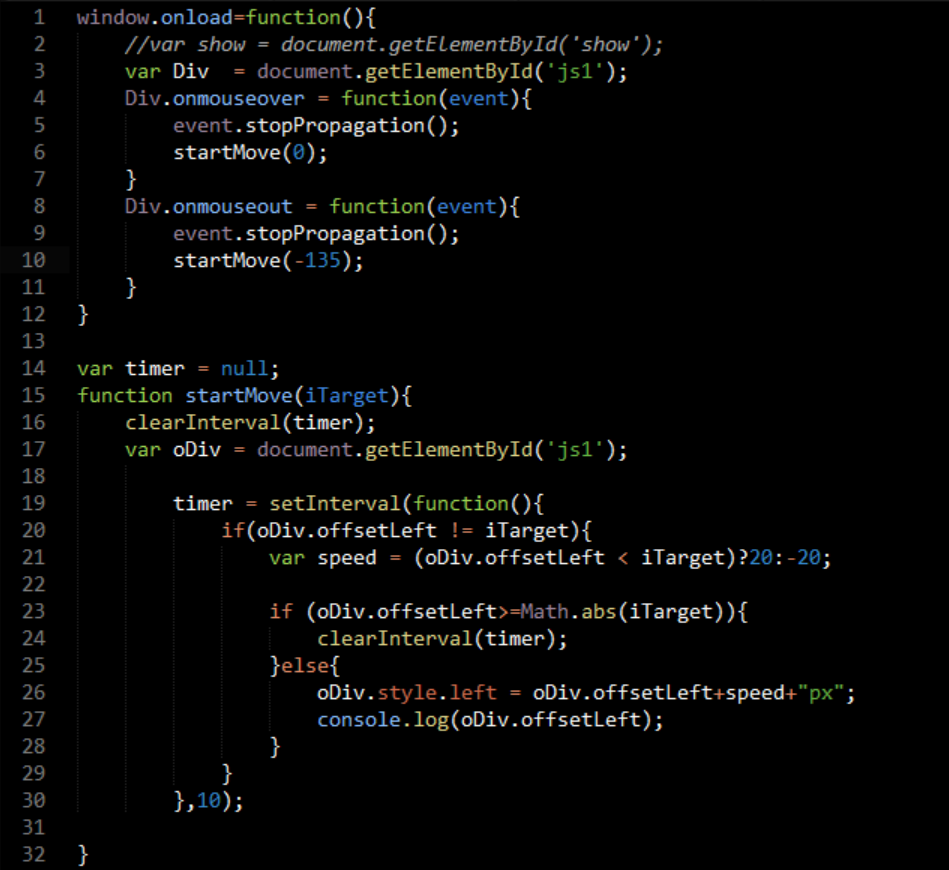 1 window.onload=function(){
2     //var show = document.getElementById('show');
3     var Div  = document.getElementById('js1');
4     Div.onmouseover = function(event){
5         event.stopPropagation();
6         startMove(0);
7     }
8     Div.onmouseout = function(event){
9         event.stopPropagation();
10         startMove(-135);
11     }
12 }
13
14 var timer = null;
15 function startMove(iTarget){
16     clearInterval(timer);
17     var oDiv = document.getElementById('js1');
18
19         timer = setInterval(function(){
20             if(oDiv.offsetLeft != iTarget){
21                 var speed = (oDiv.offsetLeft < iTarget)?20:-20;
22
23                 if (oDiv.offsetLeft>=Math.abs(iTarget)){
24                     clearInterval(timer);
25                 }else{
26                     oDiv.style.left = oDiv.offsetLeft+speed+"px";
27                     console.log(oDiv.offsetLeft);
28                 }
29             }
30         },10);
31
32 }